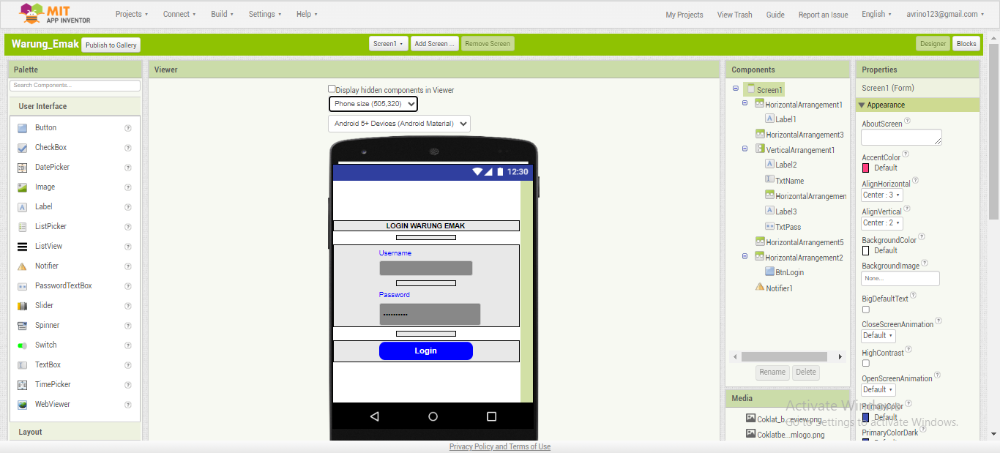 MIT
APP INVENTOR
Projects Connect Build Settings Help
My Projects View Trash Guide Report an Issue English avrino123@gmail.com
Warung_Emak Publish to Gallery
Screen1 Add Screen ... Remove Screen
Designer Blocks
Palette
Search Components...
User Interface
Button
CheckBox
DatePicker
Image
Label
ListPicker
ListView
Notifier
PasswordTextBox
Slider
Spinner
Switch
TextBox
TimePicker
WebViewer
Layout
Viewer
Display hidden components in Viewer
Phone size (505,320)
Android 5+ Devices (Android Material)
12:30
LOGIN WARUNG EMAK
Username
Password
••••••••••
Login
Components
Screen1
HorizontalArrangement1
Label1
HorizontalArrangement3
VerticalArrangement1
Label2
TxtName
HorizontalArrangemen
Label3
TxtPass
HorizontalArrangement5
HorizontalArrangement2
BtnLogin
Notifier1
Rename Delete
Media
Coklat_b...eview.png
Coklatbe...mlogo.png
Properties
Screen1 (Form)
Appearance
AboutScreen
AccentColor
Default
AlignHorizontal
Center : 3
AlignVertical
Center : 2
BackgroundColor
Default
BackgroundImage
None...
BigDefaultText
CloseScreenAnimation
Default
HighContrast
OpenScreenAnimation
Default
PrimaryColor
Default
PrimaryColorDark
Activate Windows
Go to Settings to activate Windows.
Privacy Policy and Terms of Use